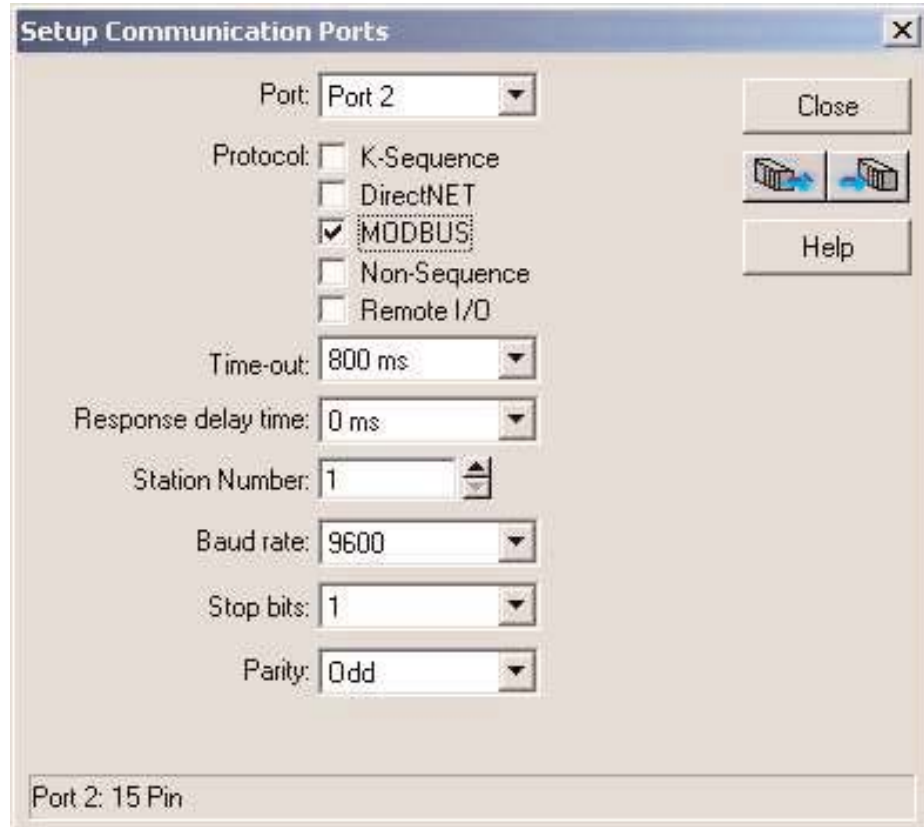 Setup Communication Ports
Port: Port 2
Close
Protocol: K-Sequence
DirectNET
MODBUS
Non-Sequence
Remote I/O
Help
Time-out: 800 ms
Response delay time: 0 ms
Station Number: 1
Baud rate: 9600
Stop bits: 1
Parity: Odd
Port 2: 15 Pin